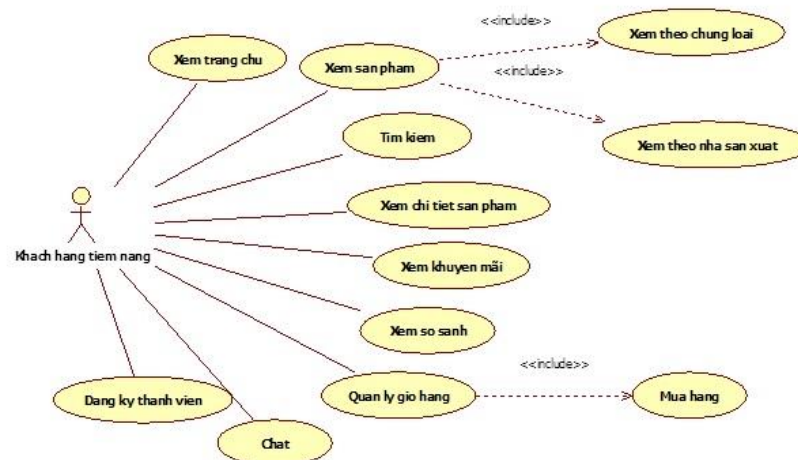 <<include>>
Xem theo chung loai
Xem trang chu
Xem san pham
<<include>>
Tim kiem
Xem theo nha san xuat
Xem chi tiet san pham
Khach hang tiem nang
Xem khuyen mãi
Xem so sanh
<<include>>
Dang ky thanh vien
Quan ly gio hang
Mua hang
Chat